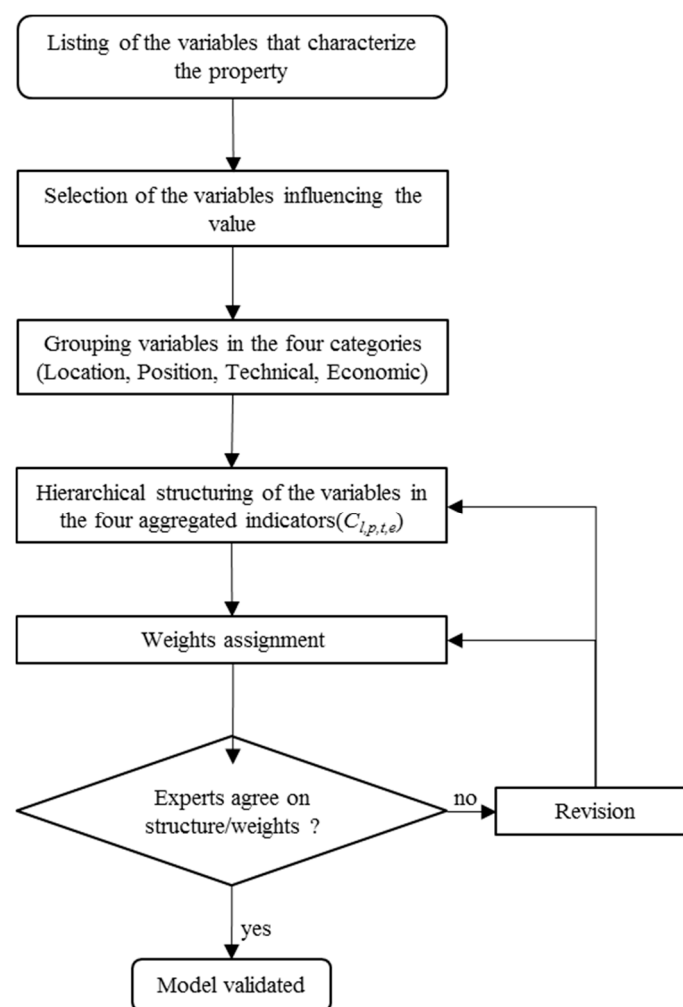 Listing of the variables that characterize
the property
Selection of the variables influencing the
value
Grouping variables in the four categories
(Location, Position, Technical, Economic)
Hierarchical structuring of the variables in
the four aggregated indicators(C_{l,p,t,e})
Weights assignment
Experts agree on
structure/weights ?
no
Revision
yes
Model validated